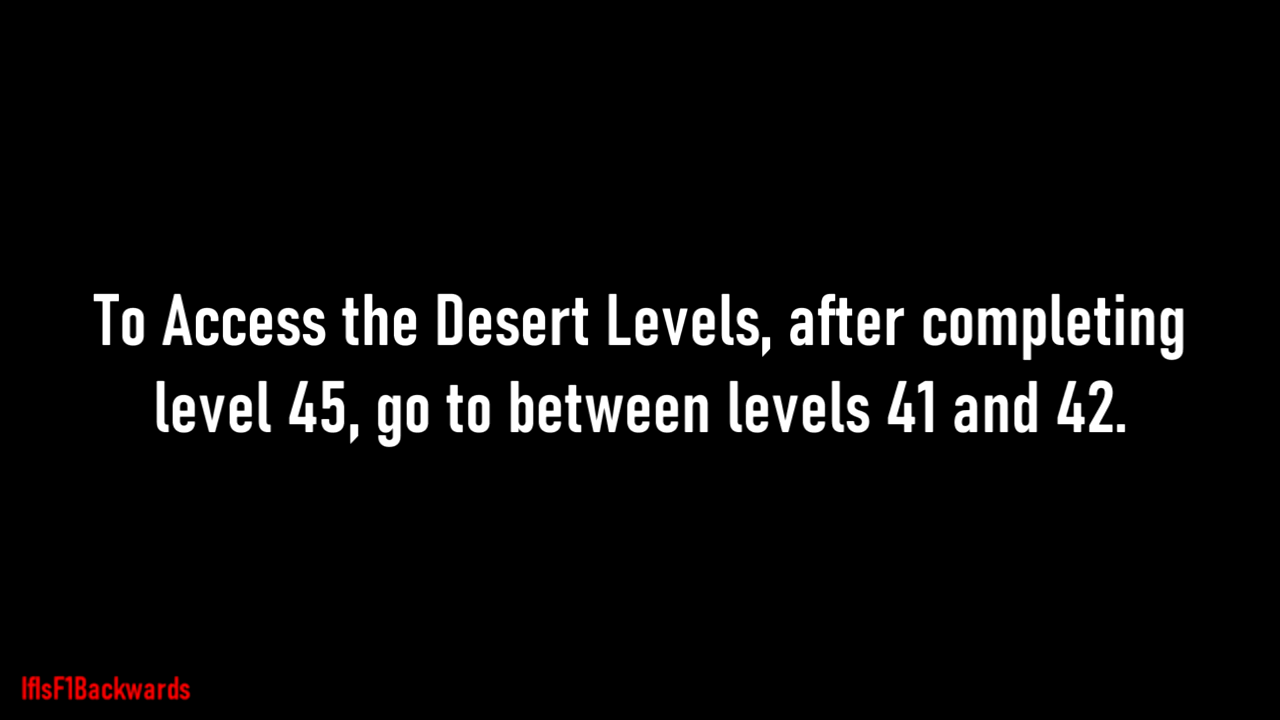 To Access the Desert Levels, after completing
level 45, go to between levels 41 and 42.
IfIsF1Backwards